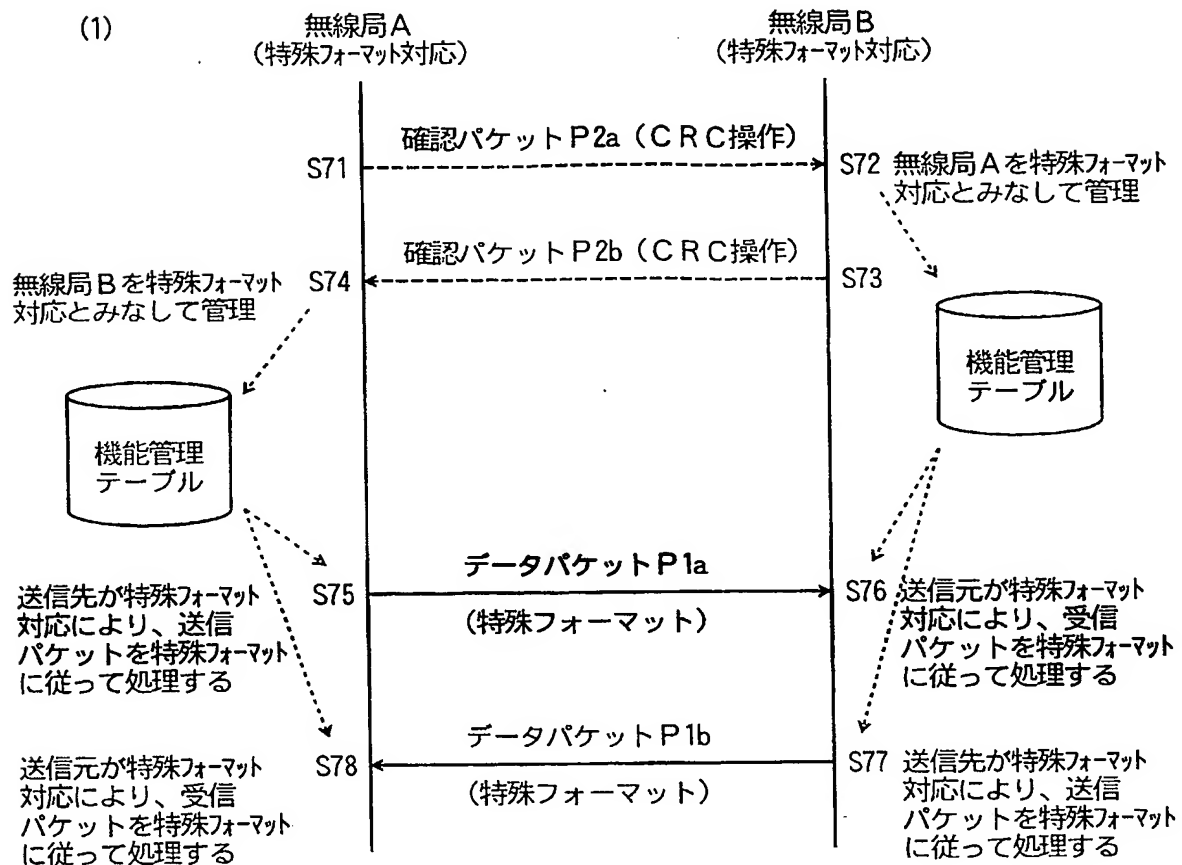 (1)
無線局A
(特殊フォーマット対応)
無線局B
(特殊フォーマット対応)
確認パケットP2a(CRC操作)
S71
S72 無線局Aを特殊フォーマット
対応とみなして管理
確認パケットP2b(CRC操作)
S73
S74
無線局Bを特殊フォーマット
対応とみなして管理
機能管理
テーブル
機能管理
テーブル
データパケットP1a
(特殊フォーマット)
S75
送信先が特殊フォーマット
対応により、送信
パケットを特殊フォーマット
に従って処理する
S76 送信元が特殊フォーマット
対応により、受信
パケットを特殊フォーマット
に従って処理する
データパケットP1b
(特殊フォーマット)
S78
送信元が特殊フォーマット
対応により、受信
パケットを特殊フォーマット
に従って処理する
S77 送信先が特殊フォーマット
対応により、送信
パケットを特殊フォーマット
に従って処理する